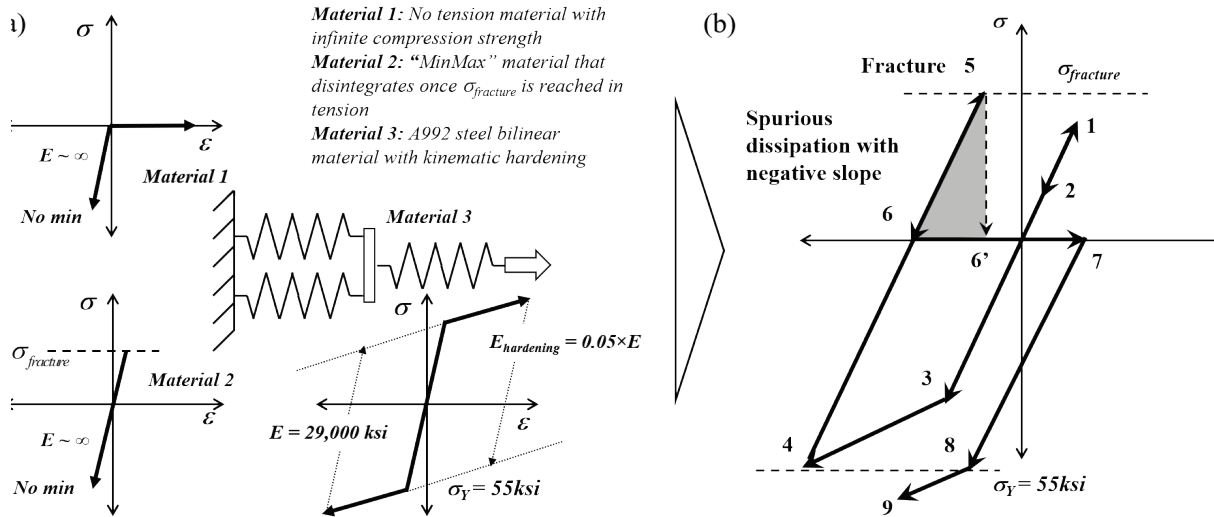 a)
σ
ε
E ~ ∞
No min
Material 1: No tension material with
infinite compression strength
Material 2: “MinMax” material that
disintegrates once σfracture is reached in
tension
Material 3: A992 steel bilinear
material with kinematic hardening
Material 1
Material 3
σ
σfracture
Material 2
ε
E ~ ∞
No min
σ
Ehardening = 0.05×E
ε
E = 29,000 ksi
σY = 55ksi
(b)
σ
Fracture 5
σfracture
Spurious
dissipation with
negative slope
1
2
6
6’
7
3
4
8
9
σY = 55ksi